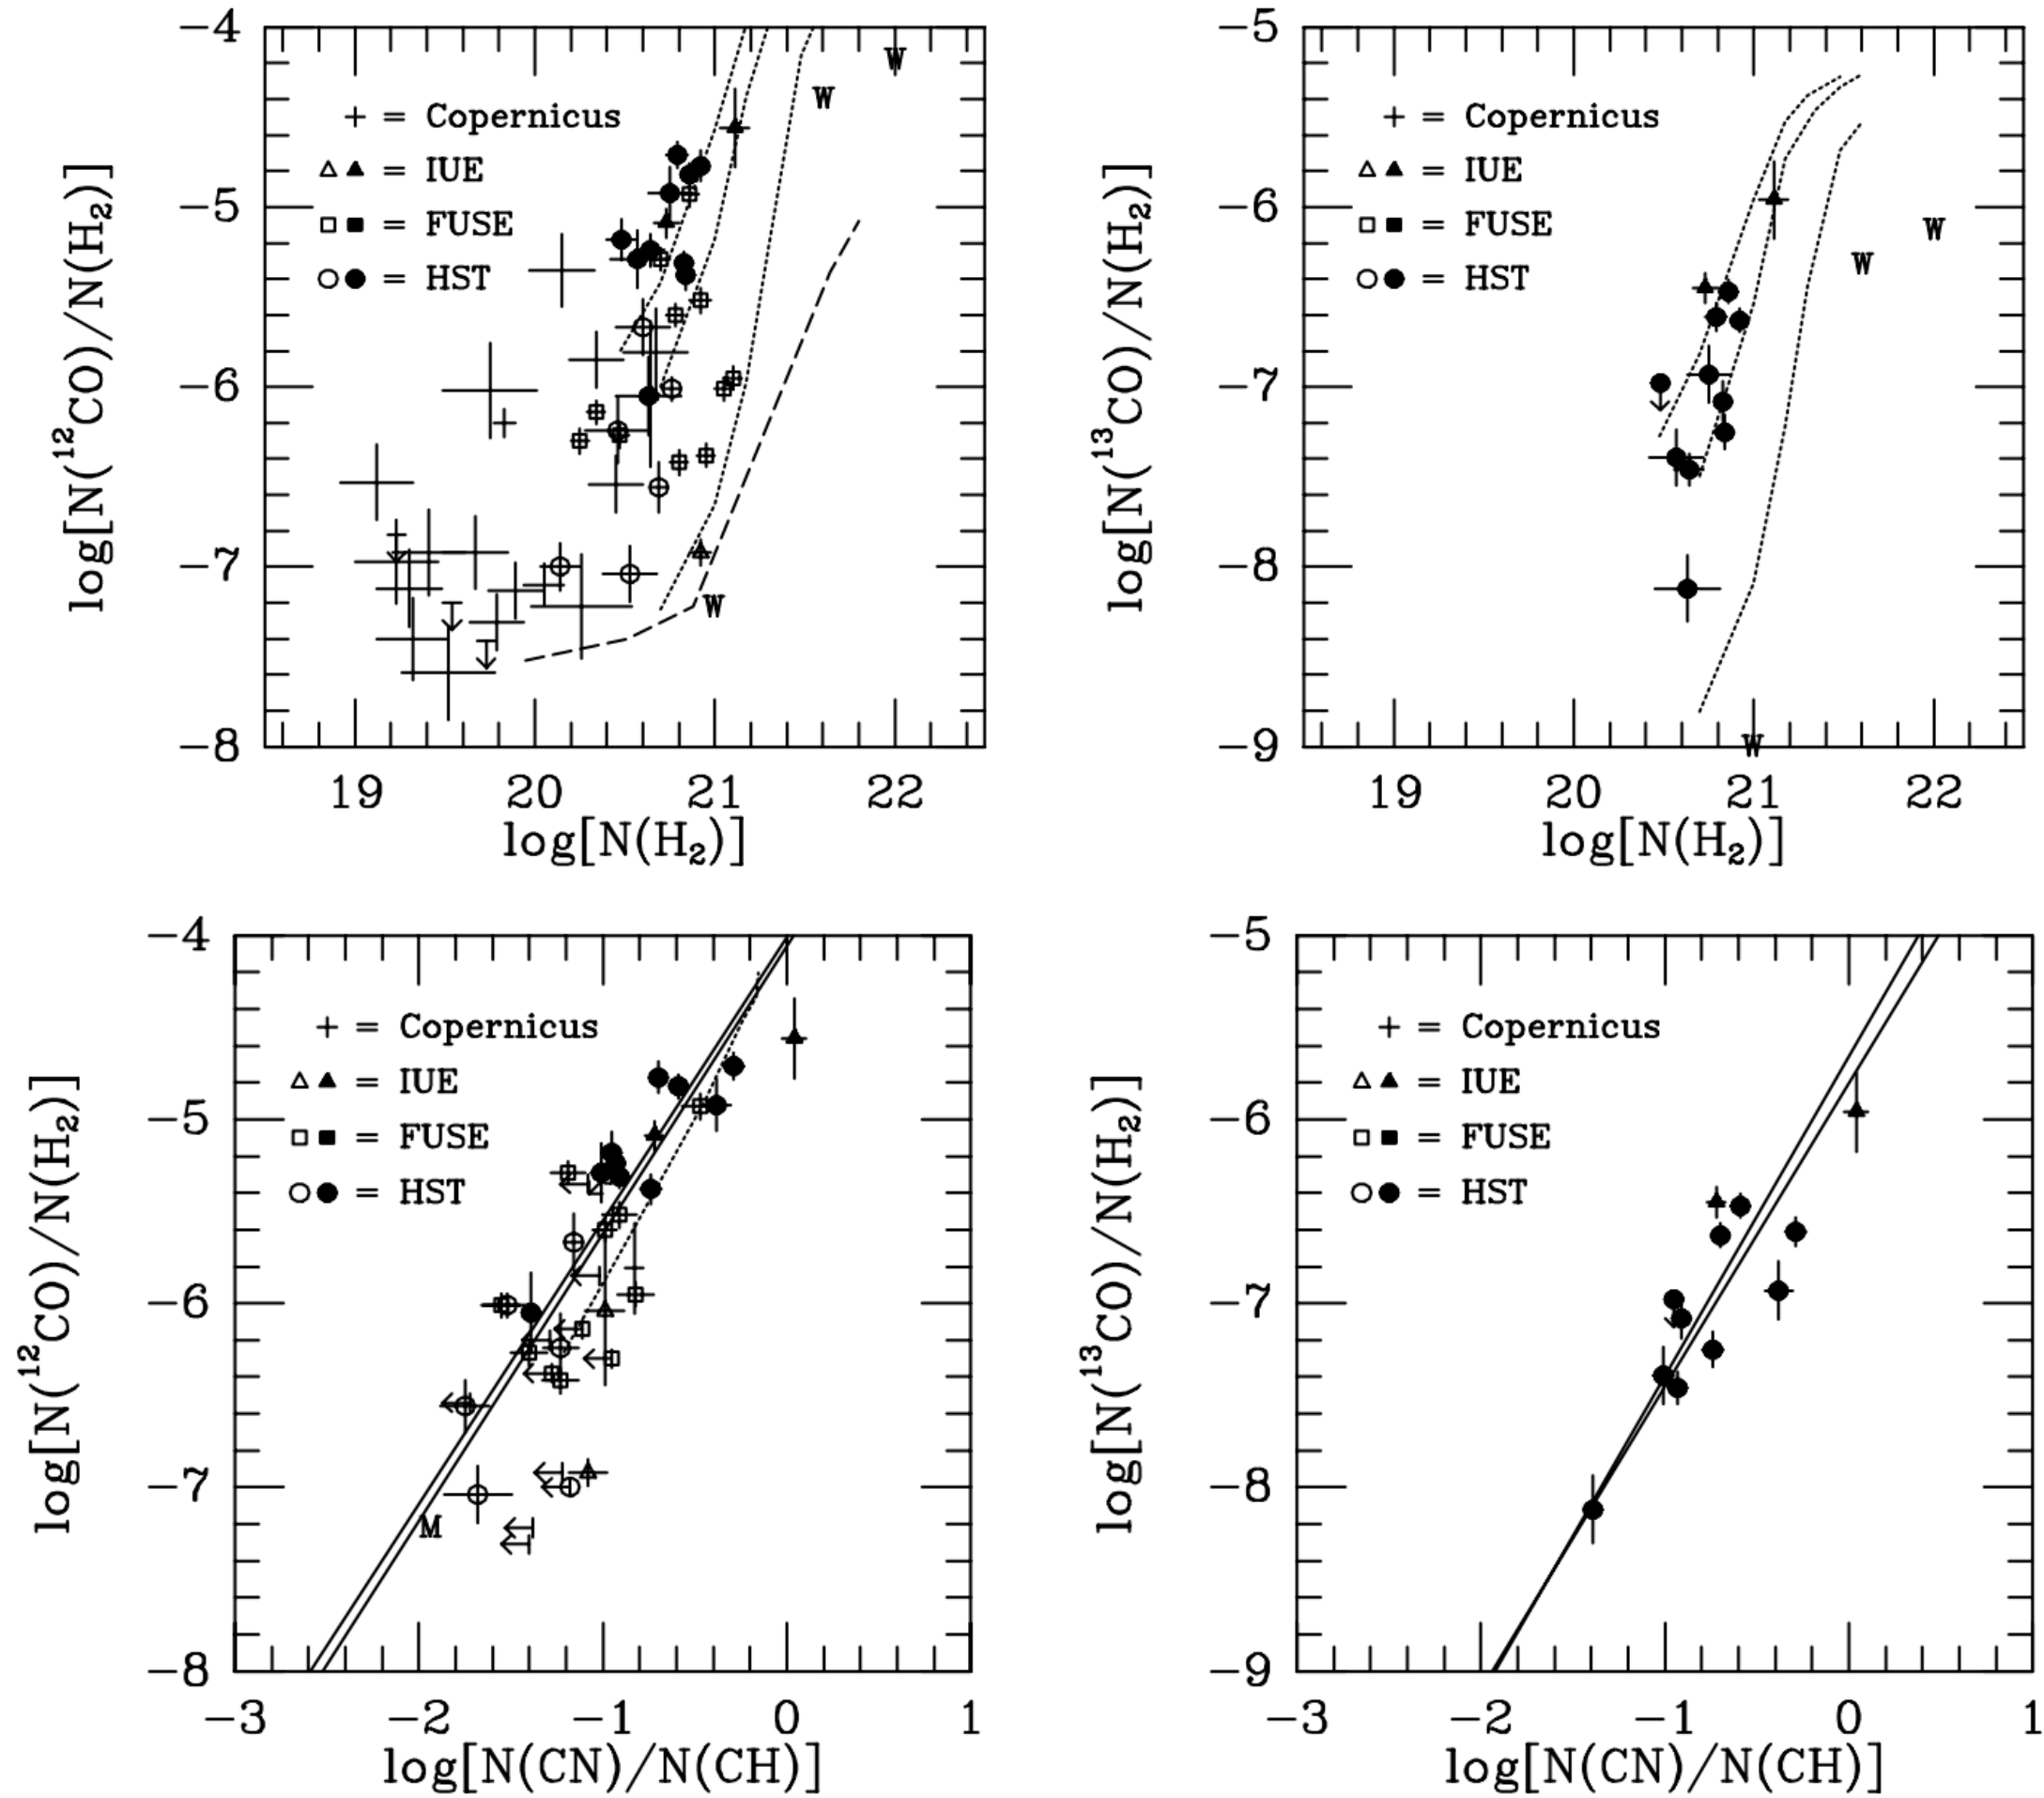 log[N(¹²CO)/N(H₂)]
-4
-5
-6
-7
-8
+ = Copernicus
△ ▲ = IUE
□ ■ = FUSE
○ ● = HST
W
W
W
19 20 21 22
log[N(H₂)]
log[N(¹³CO)/N(H₂)]
-5
-6
-7
-8
-9
+ = Copernicus
△ ▲ = IUE
□ ■ = FUSE
○ ● = HST
W
W
W
19 20 21 22
log[N(H₂)]
log[N(¹²CO)/N(H₂)]
-4
-5
-6
-7
-8
+ = Copernicus
△ ▲ = IUE
□ ■ = FUSE
○ ● = HST
M
-3 -2 -1 0 1
log[N(CN)/N(CH)]
log[N(¹³CO)/N(H₂)]
-5
-6
-7
-8
-9
+ = Copernicus
△ ▲ = IUE
□ ■ = FUSE
○ ● = HST
-3 -2 -1 0 1
log[N(CN)/N(CH)]